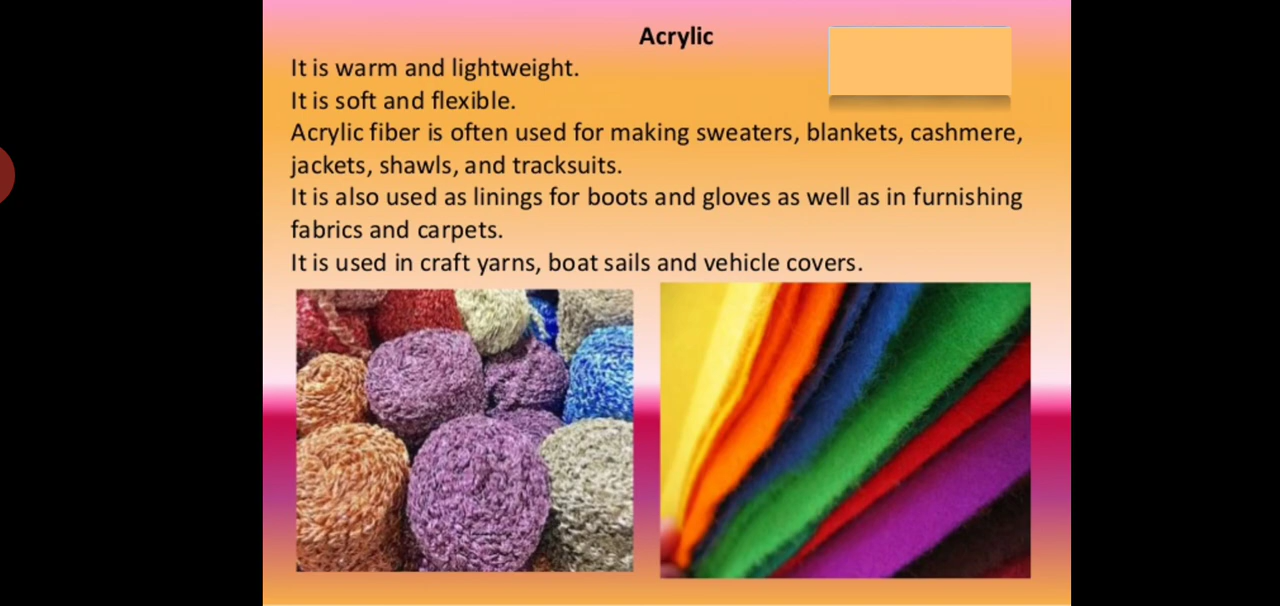 Acrylic
It is warm and lightweight.
It is soft and flexible.
Acrylic fiber is often used for making sweaters, blankets, cashmere,
jackets, shawls, and tracksuits.
It is also used as linings for boots and gloves as well as in furnishing
fabrics and carpets.
It is used in craft yarns, boat sails and vehicle covers.